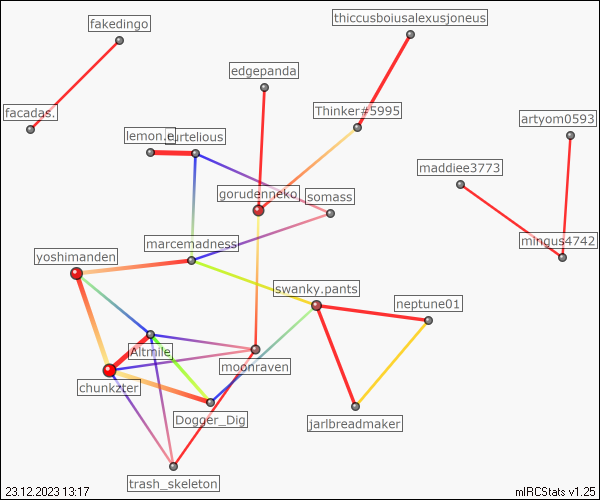 thiccusboiusalexusjoneus
fakedingo
edgepanda
facadas.
Thinker#5995
artyom0593
lemon.e
turtelious
maddiee3773
gorudenneko
somass
marcemadness
mingus4742
yoshimanden
swanky.pants
neptune01
Altmile
moonraven
chunkzter
Dogger_Dig
jarlbreadmaker
trash_skeleton
23.12.2023 13:17
mIRCStats v1.25